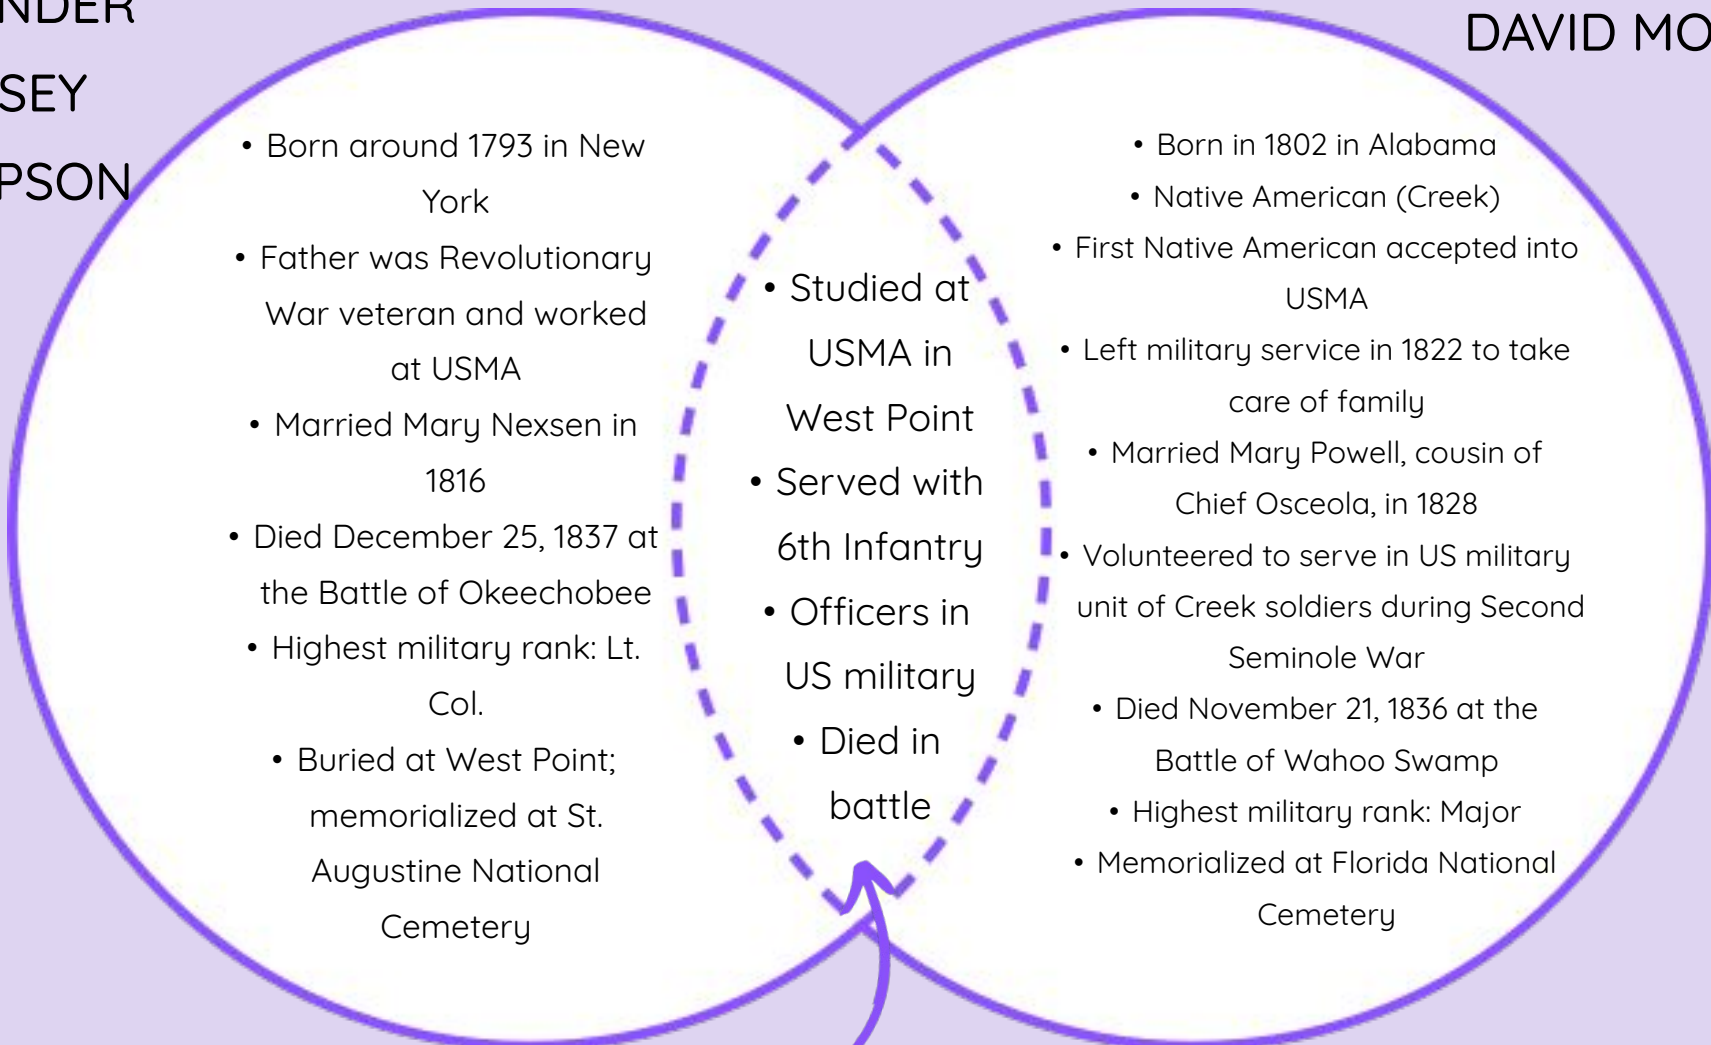 SEY
PSON
DAVID MO
• Born around 1793 in New
York
• Father was Revolutionary
War veteran and worked
at USMA
• Married Mary Nexsen in
1816
• Died December 25, 1837 at
the Battle of Okeechobee
• Highest military rank: Lt.
Col.
• Buried at West Point;
memorialized at St.
Augustine National
Cemetery
• Studied at
USMA in
West Point
• Served with
6th Infantry
• Officers in
US military
• Died in
battle
• Born in 1802 in Alabama
• Native American (Creek)
• First Native American accepted into
USMA
• Left military service in 1822 to take
care of family
• Married Mary Powell, cousin of
Chief Osceola, in 1828
• Volunteered to serve in US military
unit of Creek soldiers during Second
Seminole War
• Died November 21, 1836 at the
Battle of Wahoo Swamp
• Highest military rank: Major
• Memorialized at Florida National
Cemetery